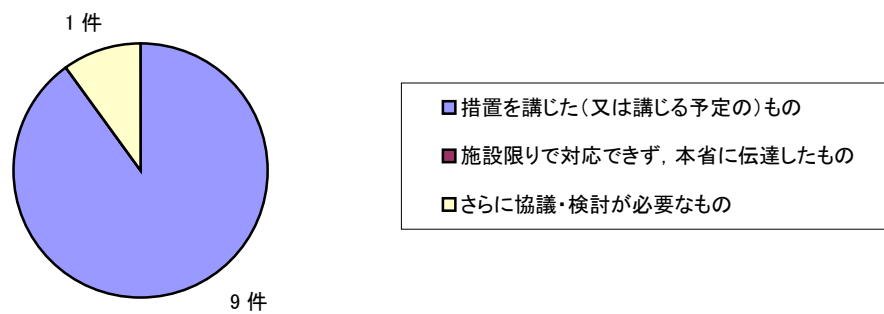 1 件
措置を講じた（又は講じる予定の）もの
施設限りで対応できず，本省に伝達したもの
さらに協議・検討が必要なもの
9 件